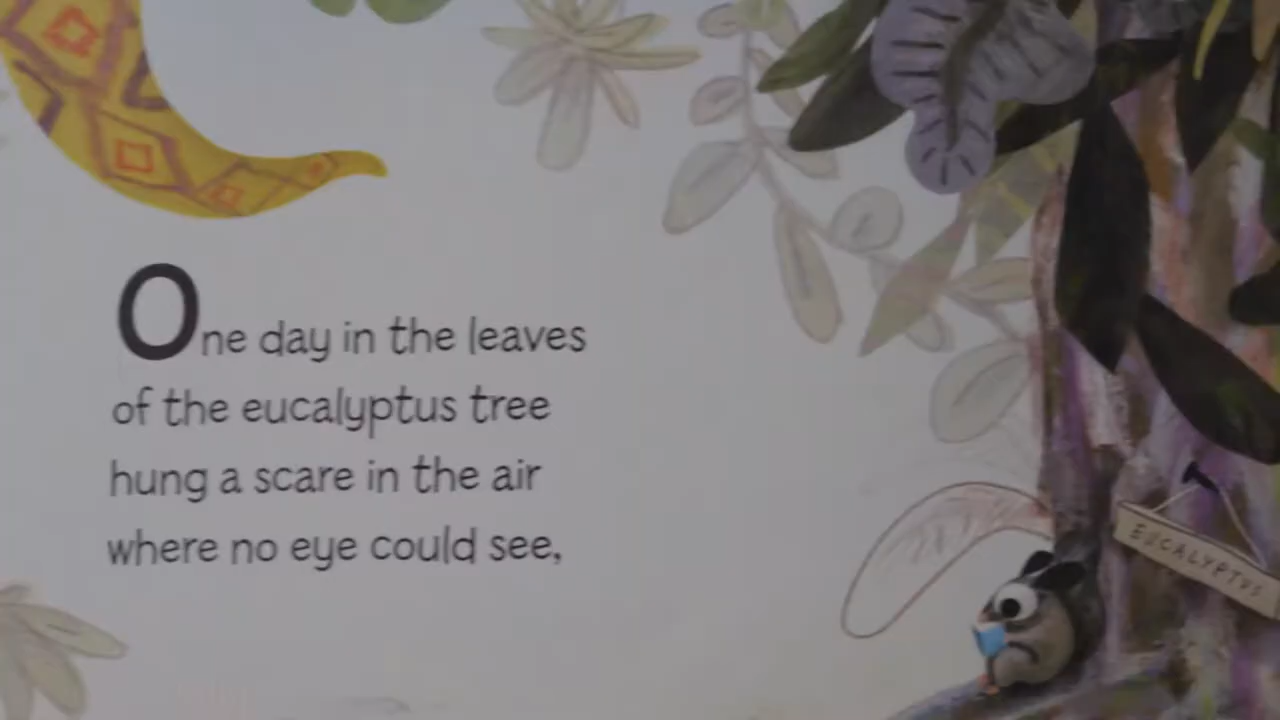 One day in the leaves
of the eucalyptus tree
hung a scare in the air
where no eye could see,
EUCALYPTUS